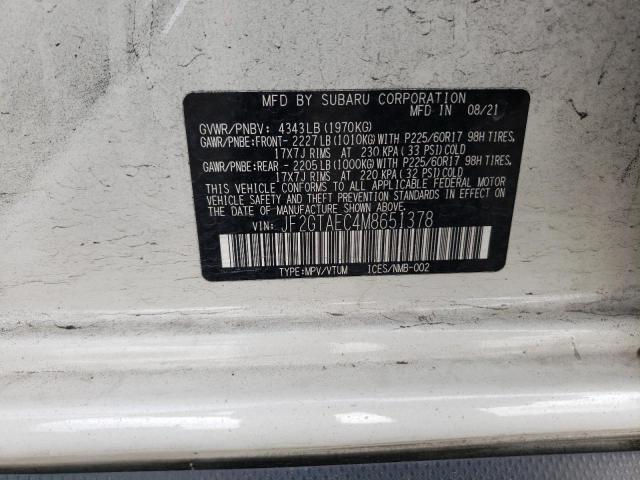 MFD BY SUBARU CORPORATION
MFD IN 08/21
GVWR/PNBV: 4343LB (1970KG)
GAWR/PNBE:FRONT- 2227LB (1010KG) WITH P225/60R17 98H TIRES,
17X7J RIMS AT 230 KPA (33 PSI) COLD
GAWR/PNBE:REAR - 2205LB (1000KG) WITH P225/60R17 98H TIRES,
17X7J RIMS AT 220 KPA (32 PSI) COLD
THIS VEHICLE CONFORMS TO ALL APPLICABLE FEDERAL MOTOR
VEHICLE SAFETY AND BUMPER STANDARDS IN EFFECT ON THE
DATE OF MANUFACTURE SHOWN ABOVE.
VIN: JF2GTAEC4M8651378
TYPE:MPV/VTUM ICES/NMB-002